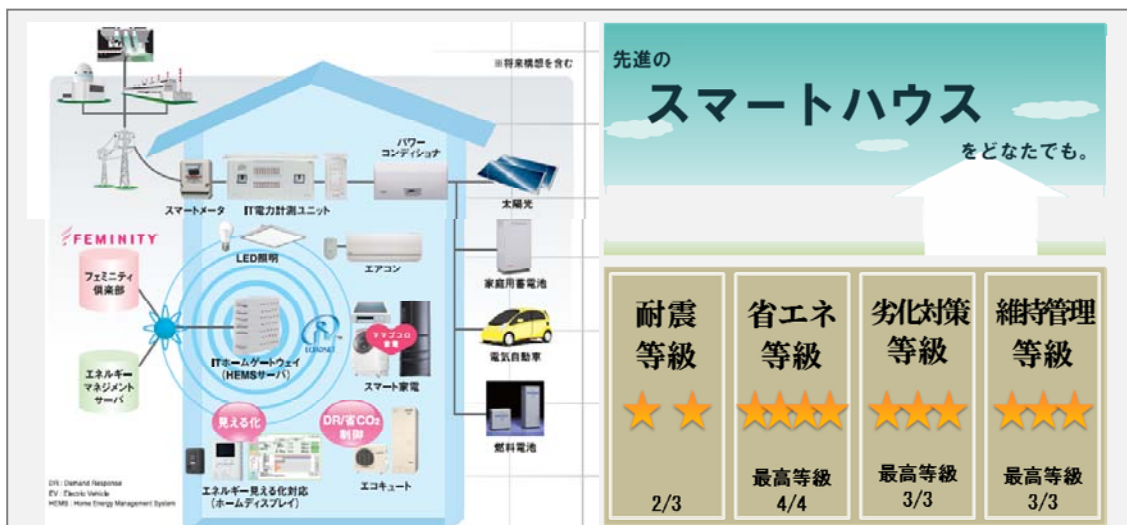 ※将来構想を含む
パワー
コンディショナ
スマートメータ
IT電力計測ユニット
太陽光
FEMINITY
フェミニティ
倶楽部
LED照明
エアコン
家庭用蓄電池
ITホームゲートウェイ
(HEMSサーバ)
ECHONET
ママゴコロ
家電
スマート家電
電気自動車
エネルギー
マネジメント
サーバ
見える化
DR/省CO₂
制御
燃料電池
エネルギー見える化対応
(ホームディスプレイ)
エコキュート
DR : Demand Response
EV : Electric Vehicle
HEMS : Home Energy Management System
先進の
スマートハウス
をどなたでも。
耐震
等級
2/3
省エネ
等級
最高等級
4/4
劣化対策
等級
最高等級
3/3
維持管理
等級
最高等級
3/3